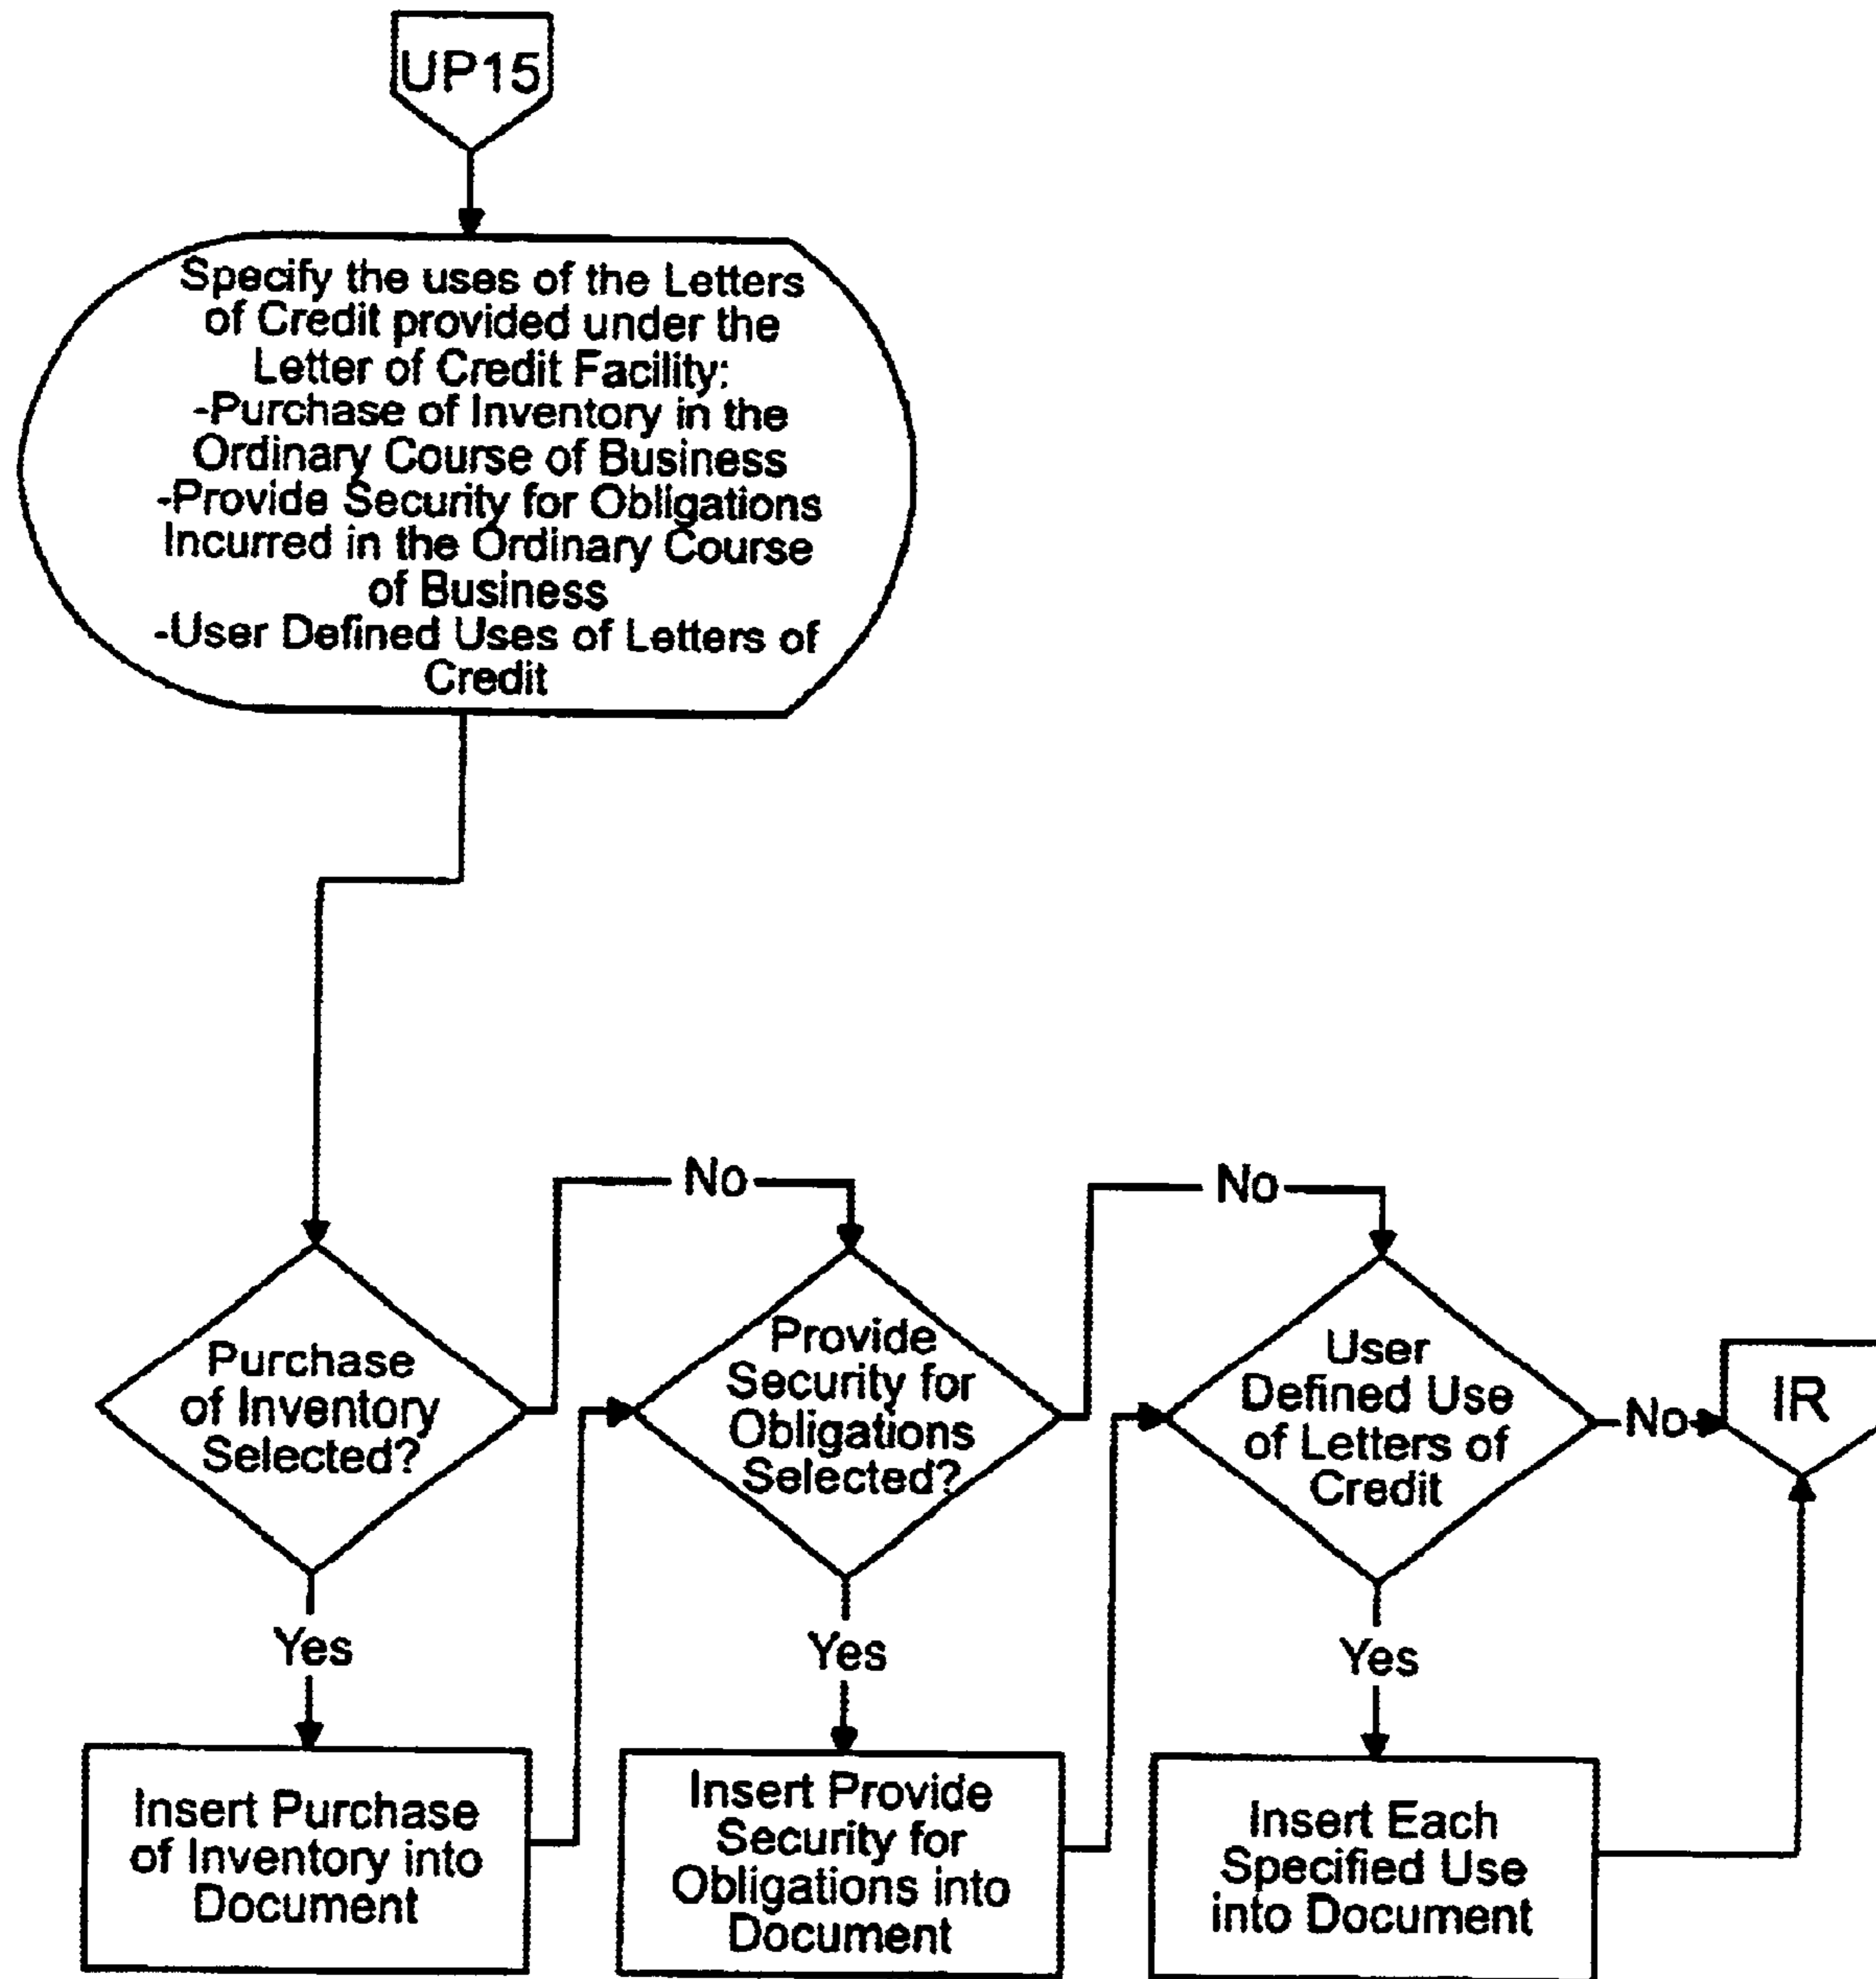 UP15
Specify the uses of the Letters
of Credit provided under the
Letter of Credit Facility:
-Purchase of Inventory in the
Ordinary Course of Business
-Provide Security for Obligations
Incurred in the Ordinary Course
of Business
-User Defined Uses of Letters of
Credit
No
No
Purchase
of Inventory
Selected?
Provide
Security for
Obligations
Selected?
User
Defined Use
of Letters of
Credit
No
IR
Yes
Yes
Yes
Insert Purchase
of Inventory into
Document
Insert Provide
Security for
Obligations into
Document
Insert Each
Specified Use
into Document